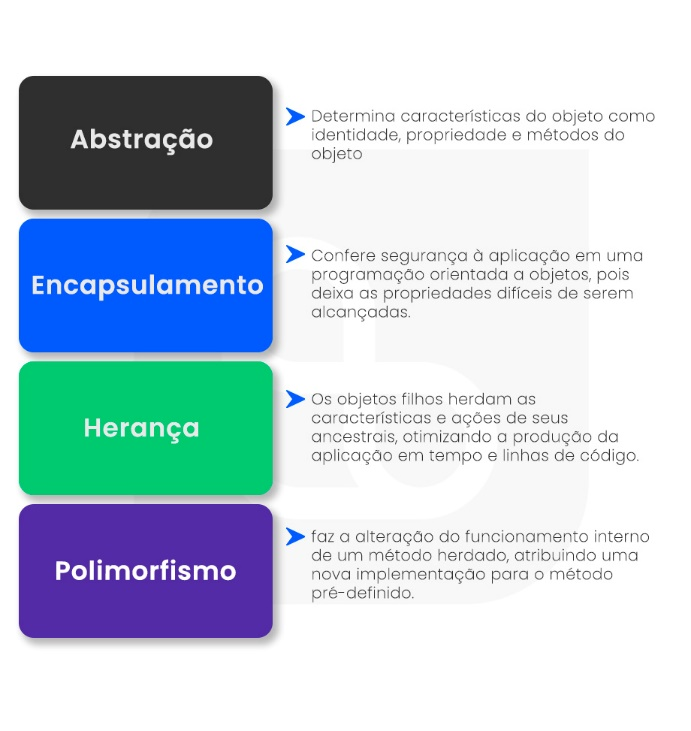 Abstração
Determina características do objeto como
identidade, propriedade e métodos do
objeto
Encapsulamento
Confere segurança à aplicação em uma
programação orientada a objetos, pois
deixa as propriedades difíceis de serem
alcançadas.
Herança
Os objetos filhos herdam as
características e ações de seus
ancestrais, otimizando a produção da
aplicação em tempo e linhas de código.
Polimorfismo
faz a alteração do funcionamento interno
de um método herdado, atribuindo uma
nova implementação para o método
pré-definido.